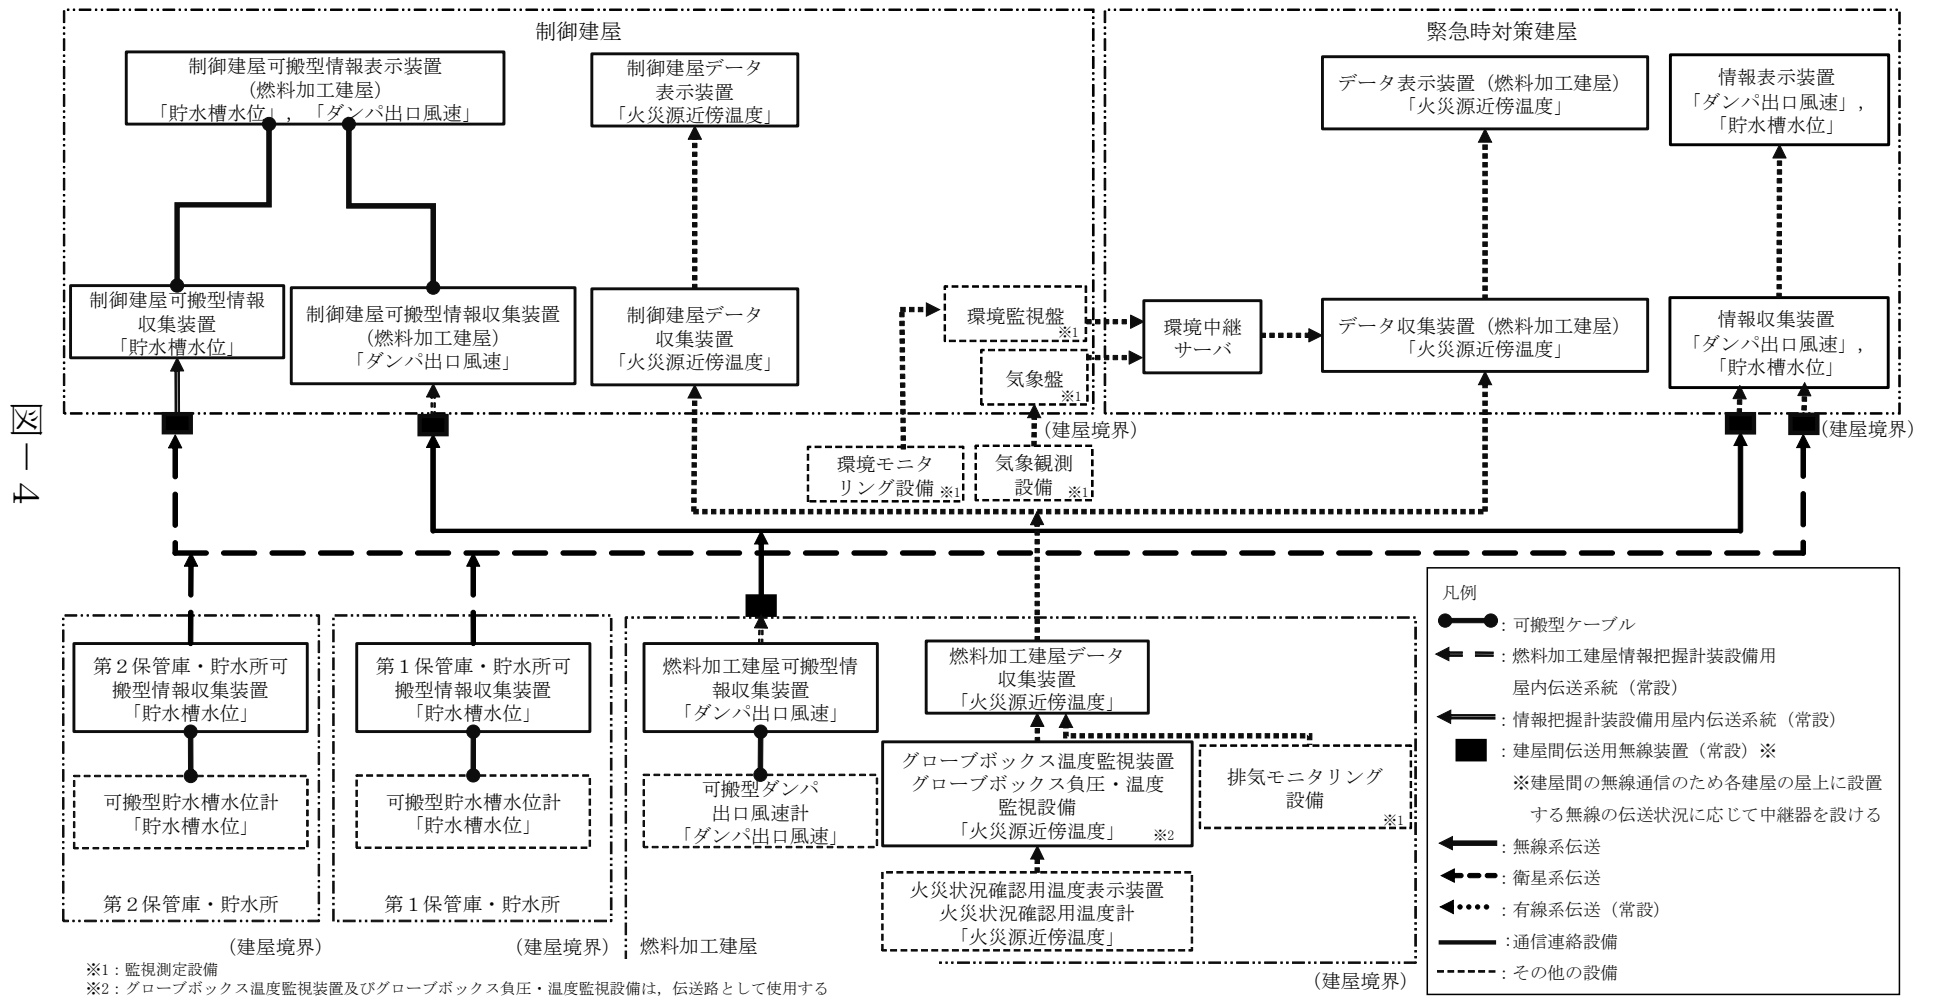 制御建屋
緊急時対策建屋
制御建屋可搬型情報表示装置
（燃料加工建屋）
「貯水槽水位」，「ダンパ出口風速」
制御建屋データ
表示装置
「火災源近傍温度」
データ表示装置（燃料加工建屋）
「火災源近傍温度」
情報表示装置
「ダンパ出口風速」，
「貯水槽水位」
制御建屋可搬型情報
収集装置
「貯水槽水位」
制御建屋可搬型情報収集装置
（燃料加工建屋）
「ダンパ出口風速」
制御建屋データ
収集装置
「火災源近傍温度」
環境監視盤
※1
気象盤
※1
環境中継
サーバ
データ収集装置（燃料加工建屋）
「火災源近傍温度」
情報収集装置
「ダンパ出口風速」，
「貯水槽水位」
（建屋境界）
（建屋境界）
環境モニタ
リング設備 ※1
気象観測
設備 ※1
図－４
第２保管庫・貯水所可
搬型情報収集装置
「貯水槽水位」
可搬型貯水槽水位計
「貯水槽水位」
第２保管庫・貯水所
（建屋境界）
第１保管庫・貯水所可
搬型情報収集装置
「貯水槽水位」
可搬型貯水槽水位計
「貯水槽水位」
第１保管庫・貯水所
（建屋境界）
燃料加工建屋可搬型情
報収集装置
「ダンパ出口風速」
可搬型ダンパ
出口風速計
「ダンパ出口風速」
燃料加工建屋
燃料加工建屋データ
収集装置
「火災源近傍温度」
グローブボックス温度監視装置
グローブボックス負圧・温度
監視設備
「火災源近傍温度」 ※2
排気モニタリング
設備
※1
火災状況確認用温度表示装置
火災状況確認用温度計
「火災源近傍温度」
（建屋境界）
凡例
：可搬型ケーブル
：燃料加工建屋情報把握計装設備用
屋内伝送系統（常設）
：情報把握計装設備用屋内伝送系統（常設）
：建屋間伝送用無線装置（常設）※
※建屋間の無線通信のため各建屋の屋上に設置
する無線の伝送状況に応じて中継器を設ける
：無線系伝送
：衛星系伝送
：有線系伝送（常設）
：通信連絡設備
：その他の設備
※1：監視測定設備
※2：グローブボックス温度監視装置及びグローブボックス負圧・温度監視設備は，伝送路として使用する